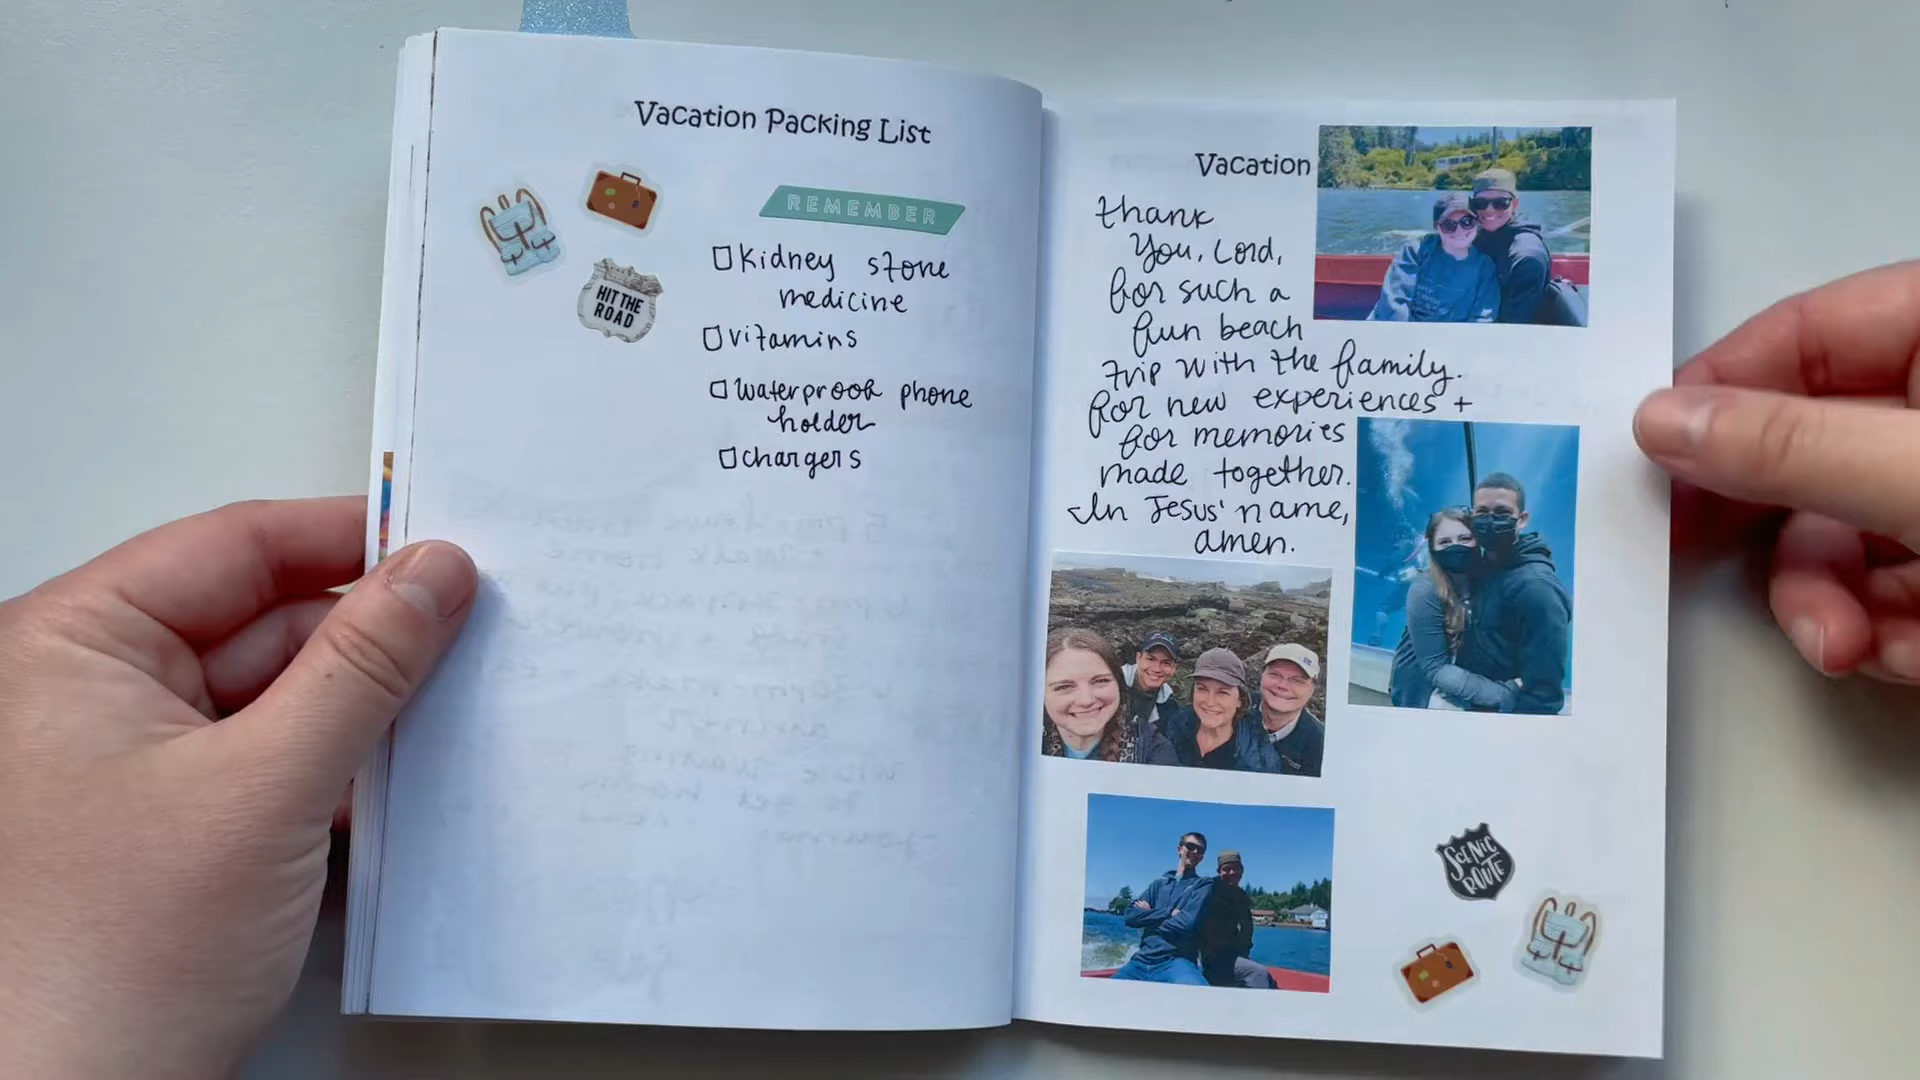 Vacation Packing List
REMEMBER
HIT THE
ROAD
Kidney stone
medicine
vitamins
waterproof phone
holder
chargers
Vacation
thank
You, Lord,
for such a
fun beach
trip with the family.
for new experiences +
for memories
made together.
In Jesus' name,
amen.
SCENIC
ROUTE